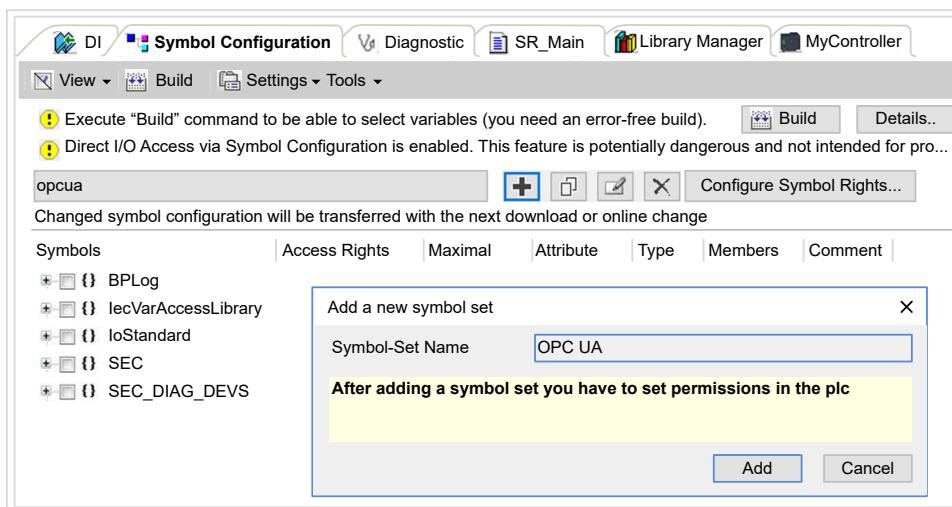 DI Symbol Configuration Diagnostic SR_Main Library Manager MyController
View Build Settings Tools
Execute “Build” command to be able to select variables (you need an error-free build). Build Details..
Direct I/O Access via Symbol Configuration is enabled. This feature is potentially dangerous and not intended for pro...
opcua Configure Symbol Rights...
Changed symbol configuration will be transferred with the next download or online change
Symbols Access Rights Maximal Attribute Type Members Comment
BPLog
IecVarAccessLibrary
IoStandard
SEC
SEC_DIAG_DEVS
Add a new symbol set
Symbol-Set Name OPC UA
After adding a symbol set you have to set permissions in the plc
Add Cancel